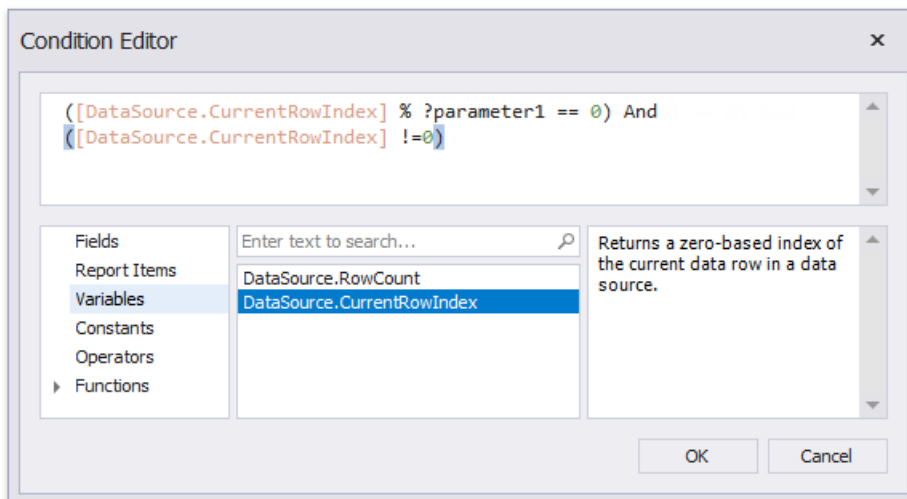 Condition Editor
([DataSource.CurrentRowIndex] % ?parameter1 == 0) And
([DataSource.CurrentRowIndex] !=0)
Fields
Report Items
Variables
Constants
Operators
Functions
Enter text to search...
DataSource.RowCount
DataSource.CurrentRowIndex
Returns a zero-based index of
the current data row in a data
source.
OK
Cancel